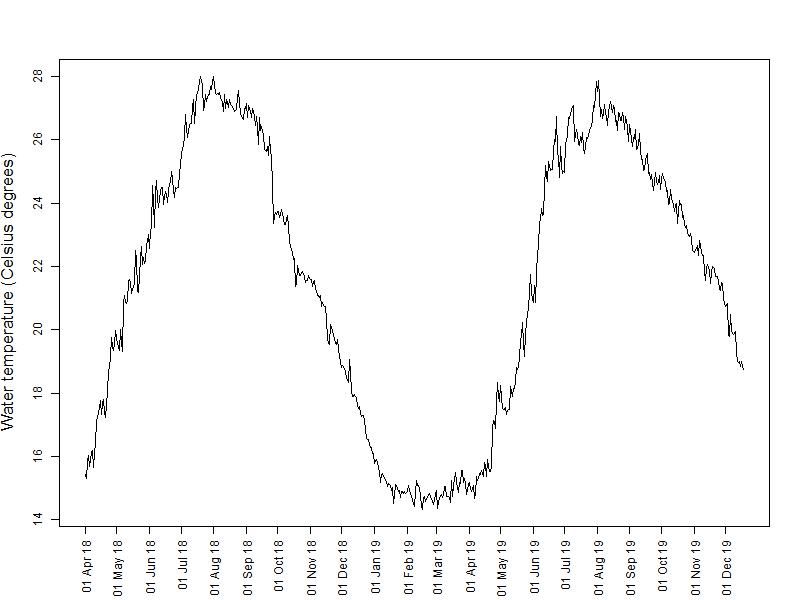 Water temperature (Celsius degrees)
28
26
24
22
20
18
16
14
01 Apr 18
01 May 18
01 Jun 18
01 Jul 18
01 Aug 18
01 Sep 18
01 Oct 18
01 Nov 18
01 Dec 18
01 Jan 19
01 Feb 19
01 Mar 19
01 Apr 19
01 May 19
01 Jun 19
01 Jul 19
01 Aug 19
01 Sep 19
01 Oct 19
01 Nov 19
01 Dec 19